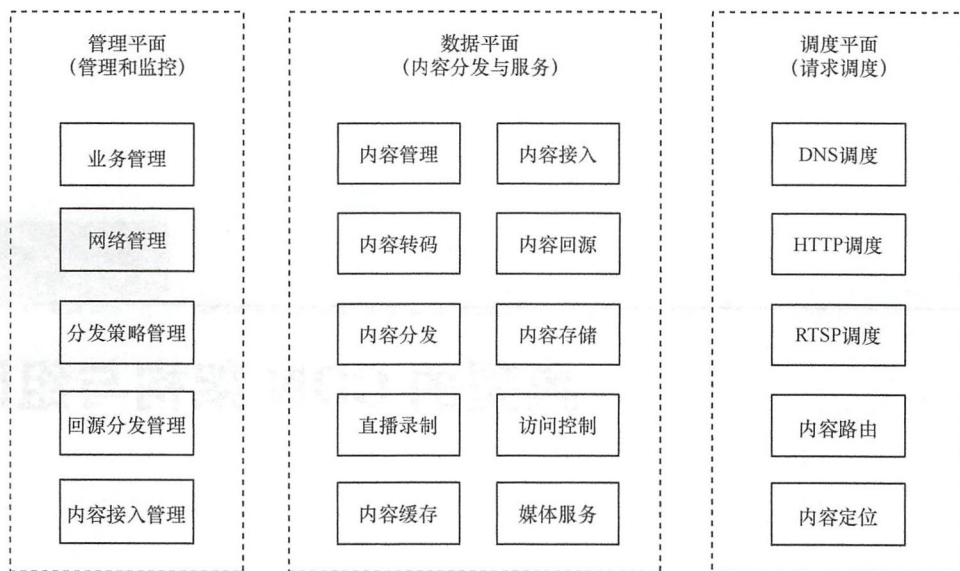 管理平面
（管理和监控）
业务管理
网络管理
分发策略管理
回源分发管理
内容接入管理
数据平面
（内容分发与服务）
内容管理
内容接入
内容转码
内容回源
内容分发
内容存储
直播录制
访问控制
内容缓存
媒体服务
调度平面
（请求调度）
DNS调度
HTTP调度
RTSP调度
内容路由
内容定位